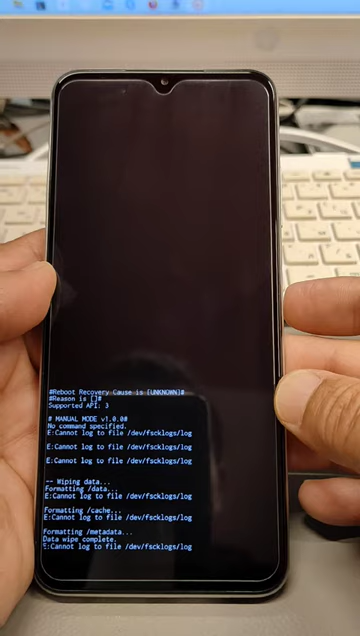 #Reboot Recovery Cause is [UNKNOWN]#
#Reason is []#
Supported API: 3
# MANUAL MODE v1.0.0#
No command specified.
E:Cannot log to file /dev/fscklogs/log
E:Cannot log to file /dev/fscklogs/log
E:Cannot log to file /dev/fscklogs/log
-- Wiping data...
Formatting /data...
E:Cannot log to file /dev/fscklogs/log
Formatting /cache...
E:Cannot log to file /dev/fscklogs/log
Formatting /metadata...
Data wipe complete.
E:Cannot log to file /dev/fscklogs/log